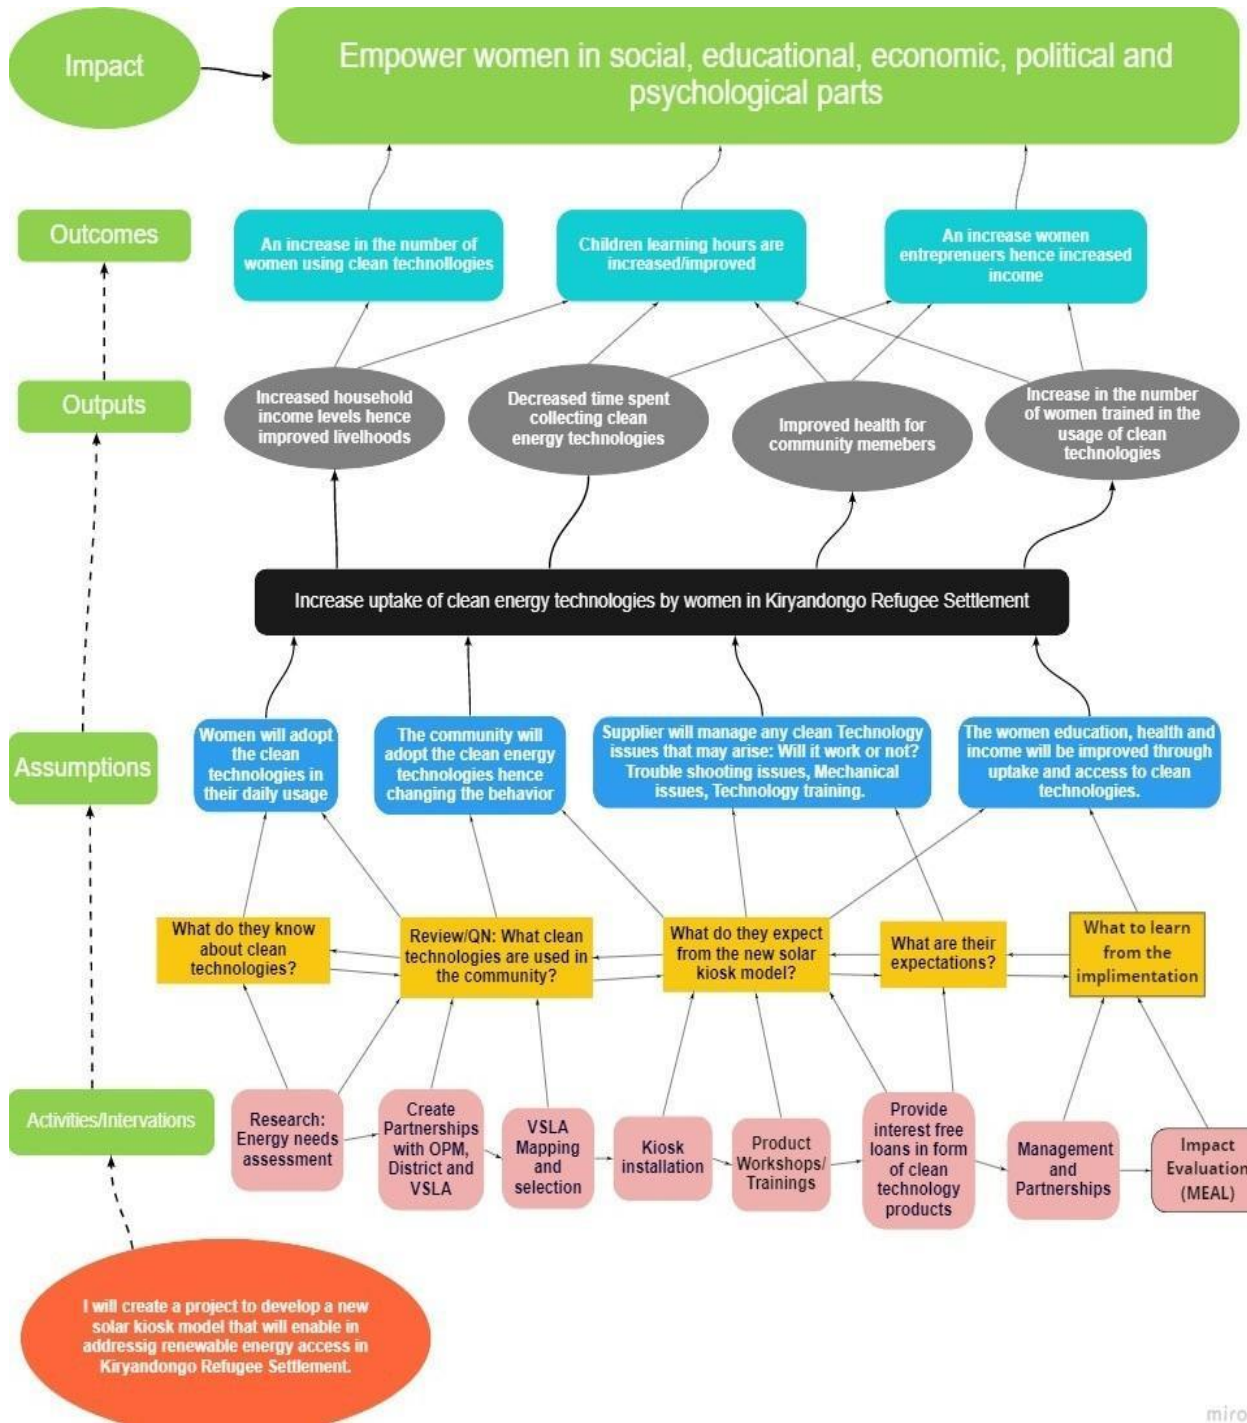 Impact
Empower women in social, educational, economic, political and
psychological parts
Outcomes
An increase in the number of
women using clean technollogies
Children learning hours are
increased/improved
An increase women
entreprenuers hence increased
income
Outputs
Increased household
income levels hence
improved livelhoods
Decreased time spent
collecting clean
energy technologies
Improved health for
community memebers
Increase in the number
of women trained in the
usage of clean
technologies
Increase uptake of clean energy technologies by women in Kiryandongo Refugee Settlement
Assumptions
Women will adopt
the clean
technologies in
their daily usage
The community will
adopt the clean energy
technologies hence
changing the behavior
Supplier will manage any clean Technology
issues that may arise: Will it work or not?
Trouble shooting issues, Mechanical
issues, Technology training.
The women education, health and
income will be improved through
uptake and access to clean
technologies.
What do they know
about clean
technologies?
Review/QN: What clean
technologies are used in
the community?
What do they expect
from the new solar
kiosk model?
What are their
expectations?
What to learn
from the
implimentation
Activities/Intervations
Research:
Energy needs
assessment
Create
Partnerships
with OPM,
District and
VSLA
VSLA
Mapping
and
selection
Kiosk
installation
Product
Workshops/
Trainings
Provide
interest free
loans in form
of clean
technology
products
Management
and
Partnerships
Impact
Evaluation
(MEAL)
I will create a project to develop a new
solar kiosk model that will enable in
addressig renewable energy access in
Kiryandongo Refugee Settlement.
miro